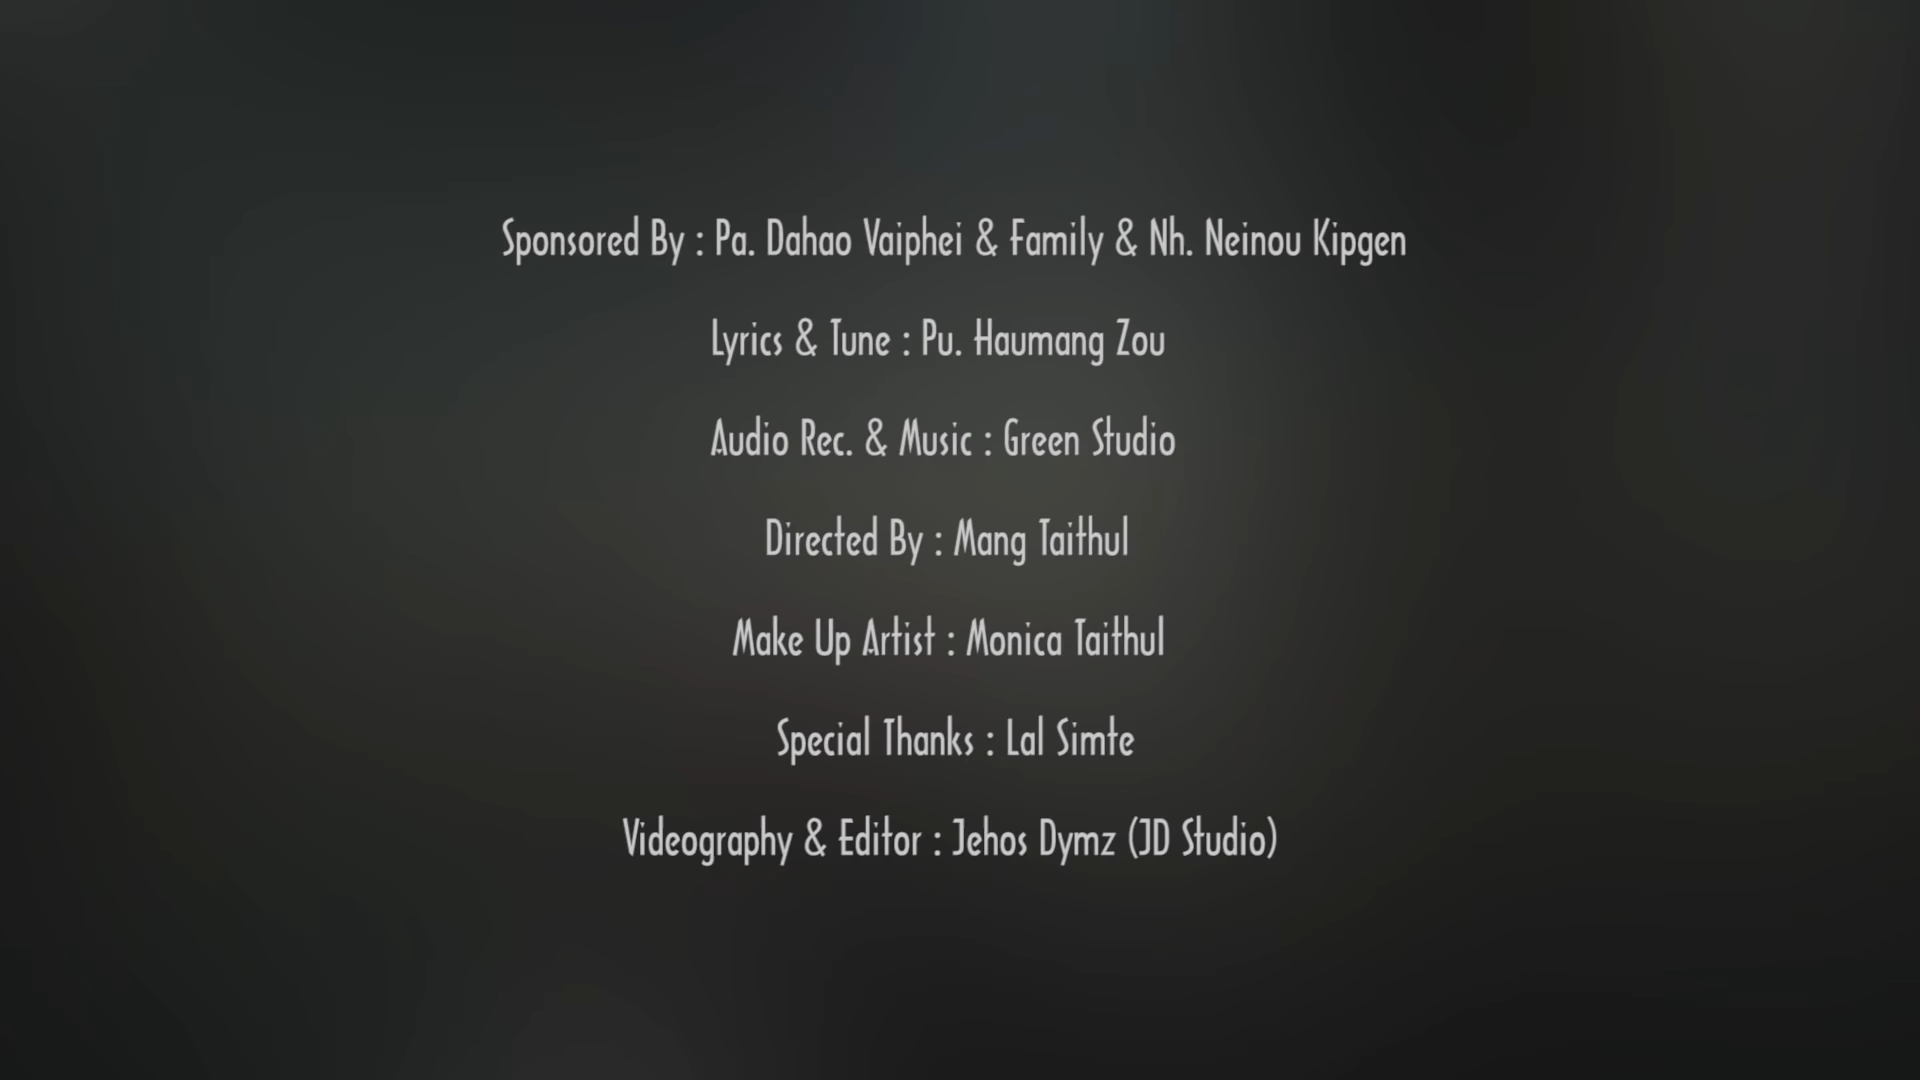 Sponsored By : Pa. Dahao Vaiphei & Family & Nh. Neinou Kipgen
Lyrics & Tune : Pu. Haumang Zou
Audio Rec. & Music : Green Studio
Directed By : Mang Taithul
Make Up Artist : Monica Taithul
Special Thanks : Lal Simte
Videography & Editor : Jehos Dymz (JD Studio)